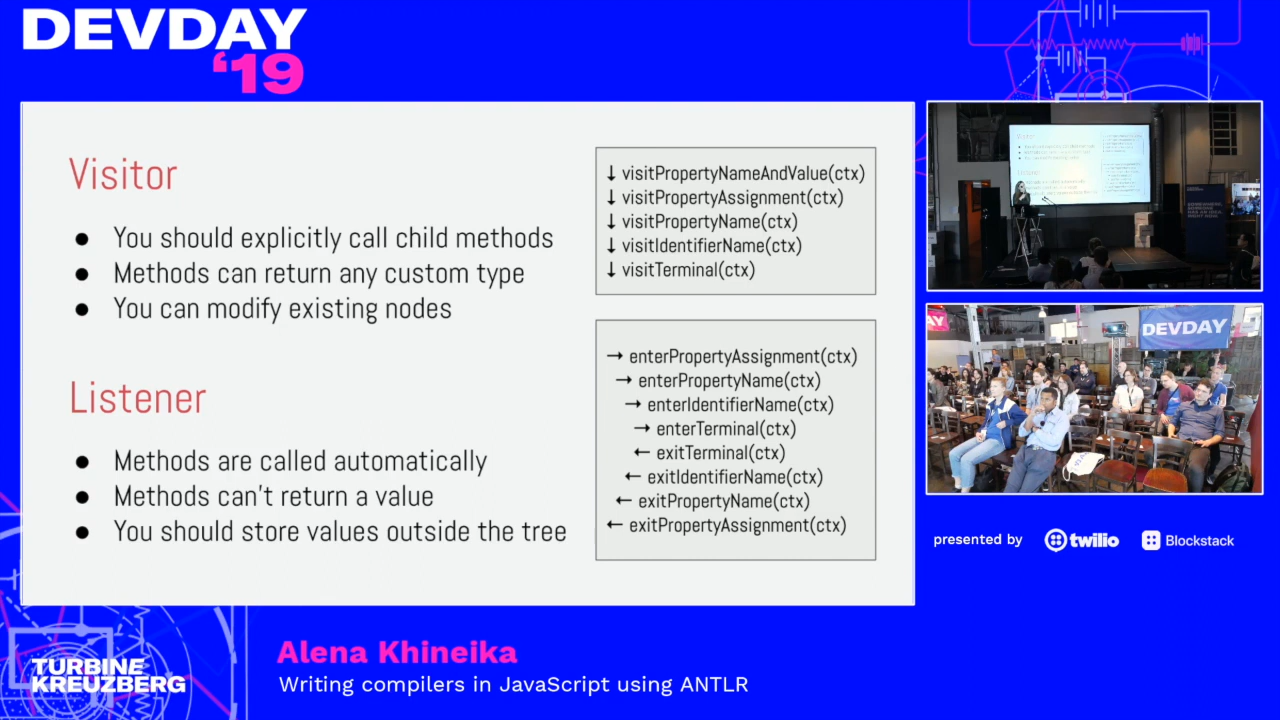 DEVDAY
‘19
Visitor
● You should explicitly call child methods
● Methods can return any custom type
● You can modify existing nodes
Listener
● Methods are called automatically
● Methods can't return a value
● You should store values outside the tree
↓ visitPropertyNameAndValue(ctx)
↓ visitPropertyAssignment(ctx)
↓ visitPropertyName(ctx)
↓ visitIdentifierName(ctx)
↓ visitTerminal(ctx)
→ enterPropertyAssignment(ctx)
→ enterPropertyName(ctx)
→ enterIdentifierName(ctx)
→ enterTerminal(ctx)
← exitTerminal(ctx)
← exitIdentifierName(ctx)
← exitPropertyName(ctx)
← exitPropertyAssignment(ctx)
Visitor
Listener
AY
DEVDAY
presented by
twilio
Blockstack
TURBINE
KREUZBERG
Alena Khineika
Writing compilers in JavaScript using ANTLR